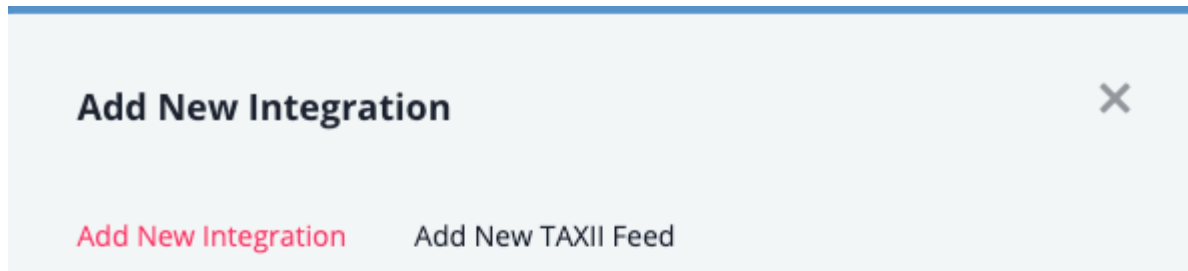 Add New Integration
Add New Integration Add New TAXII Feed